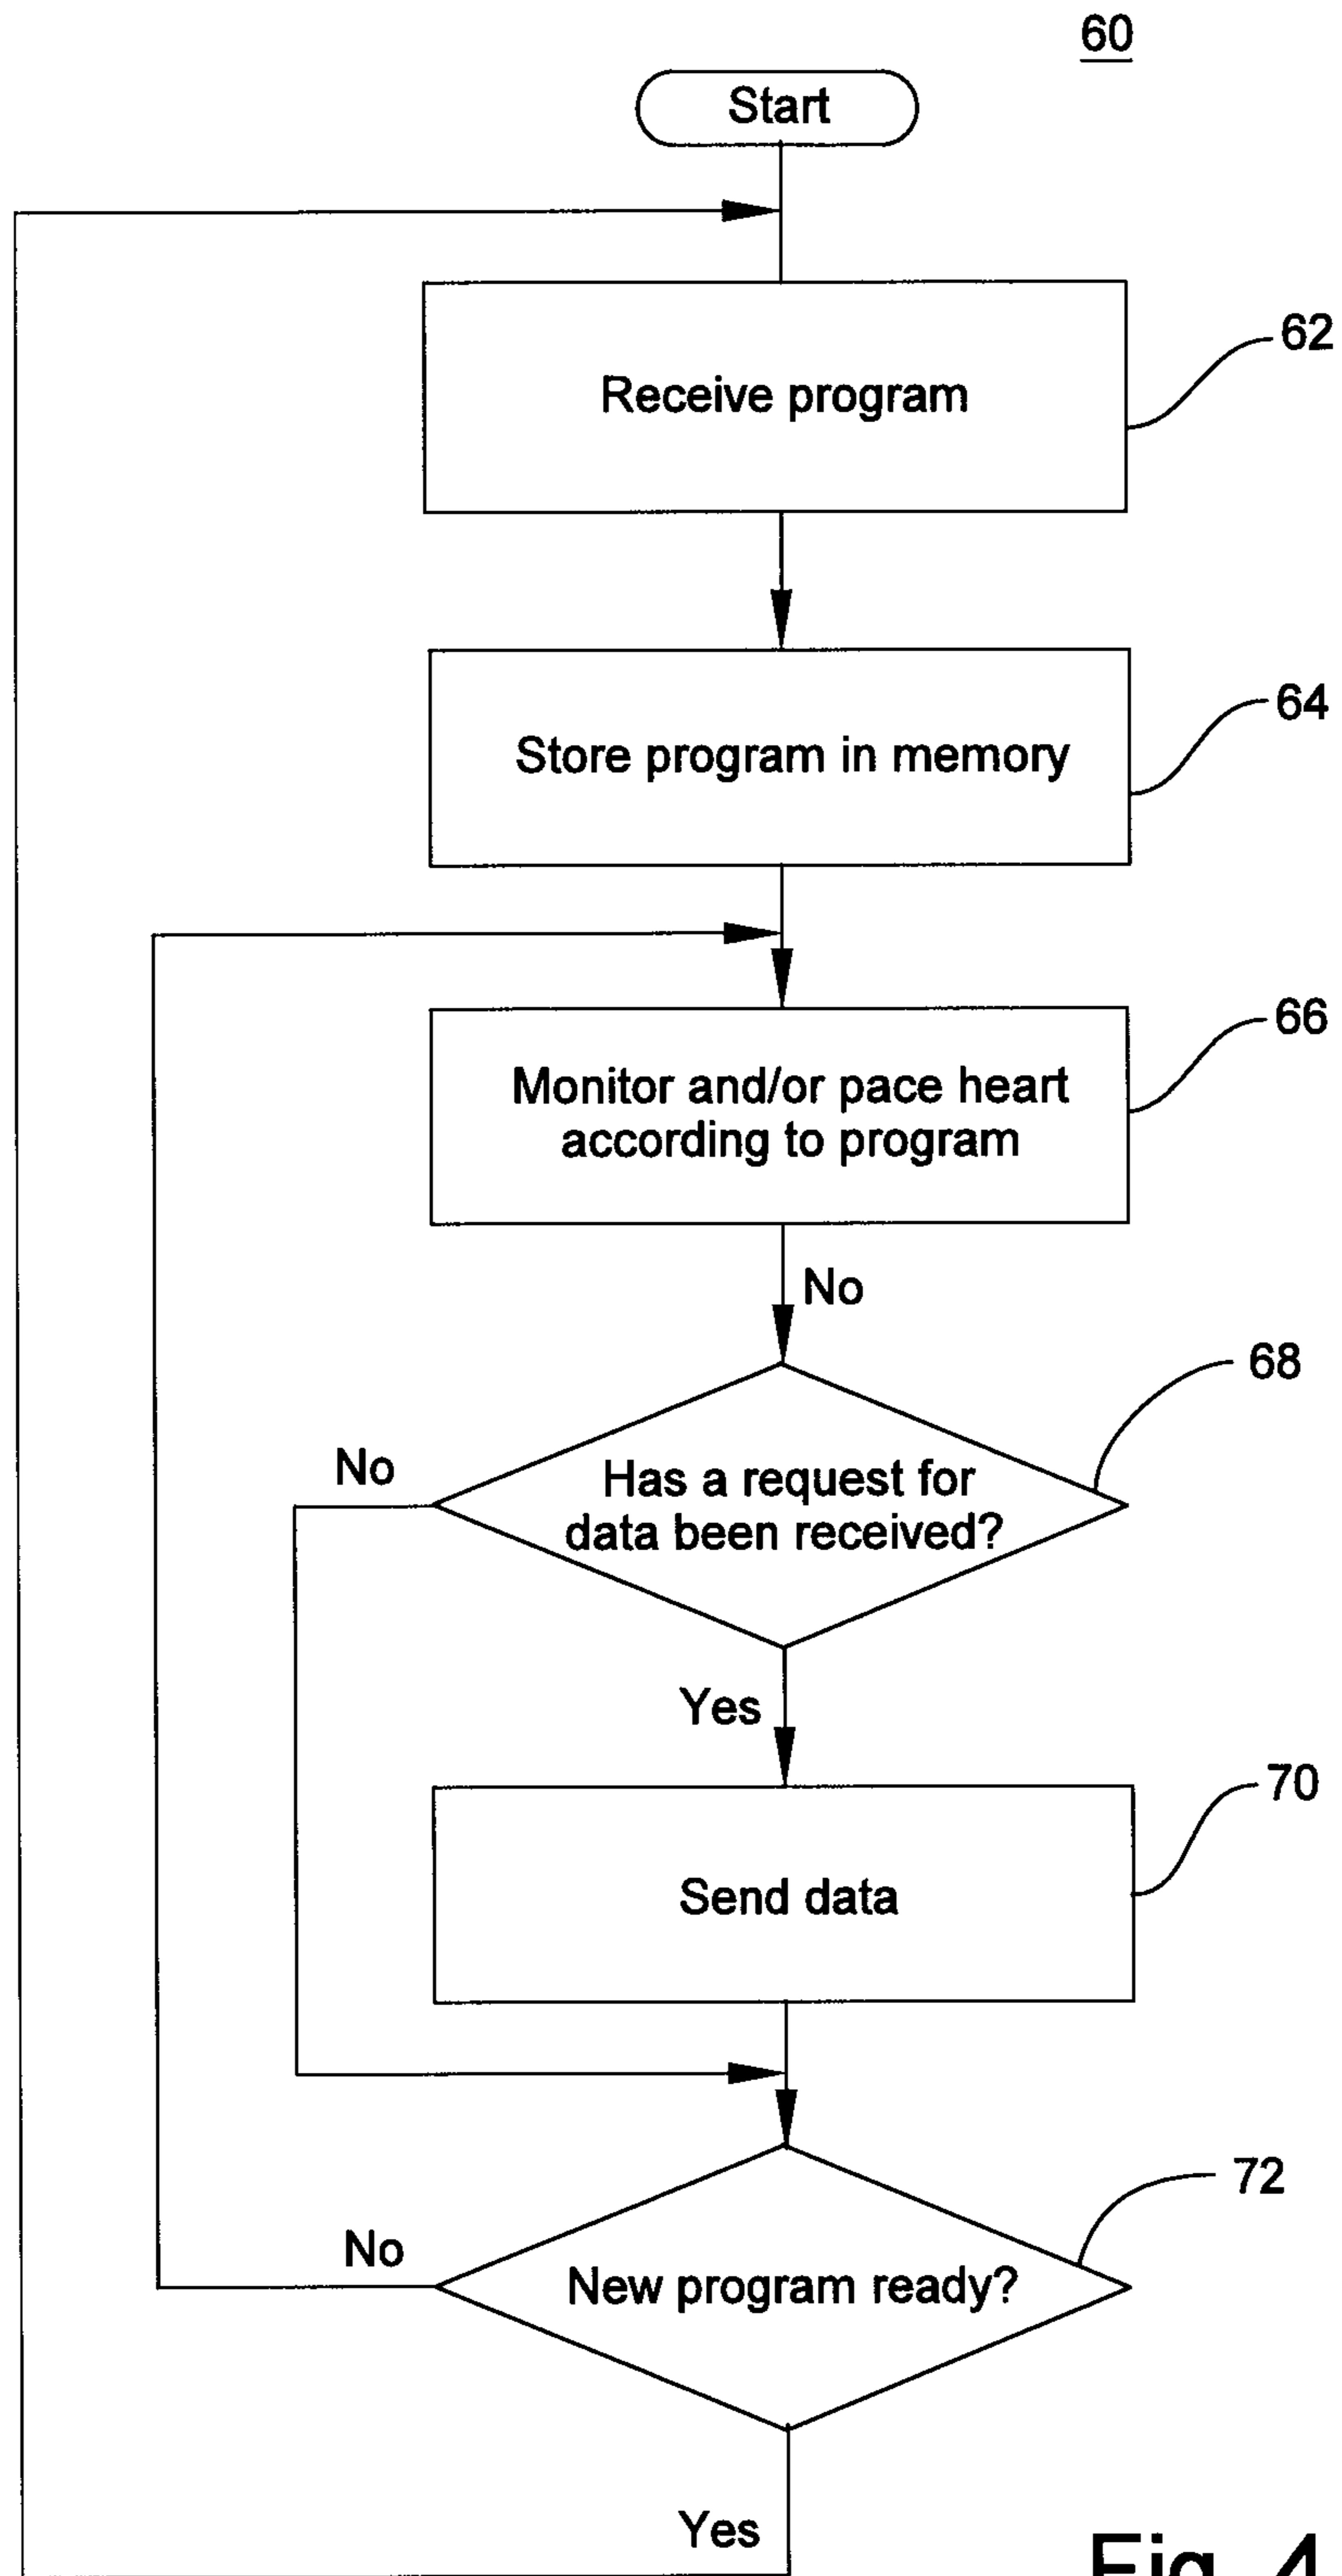 60
Start
62
Receive program
64
Store program in memory
66
Monitor and/or pace heart
according to program
No
68
No
Has a request for
data been received?
Yes
70
Send data
72
No
New program ready?
Yes
Fig. 4